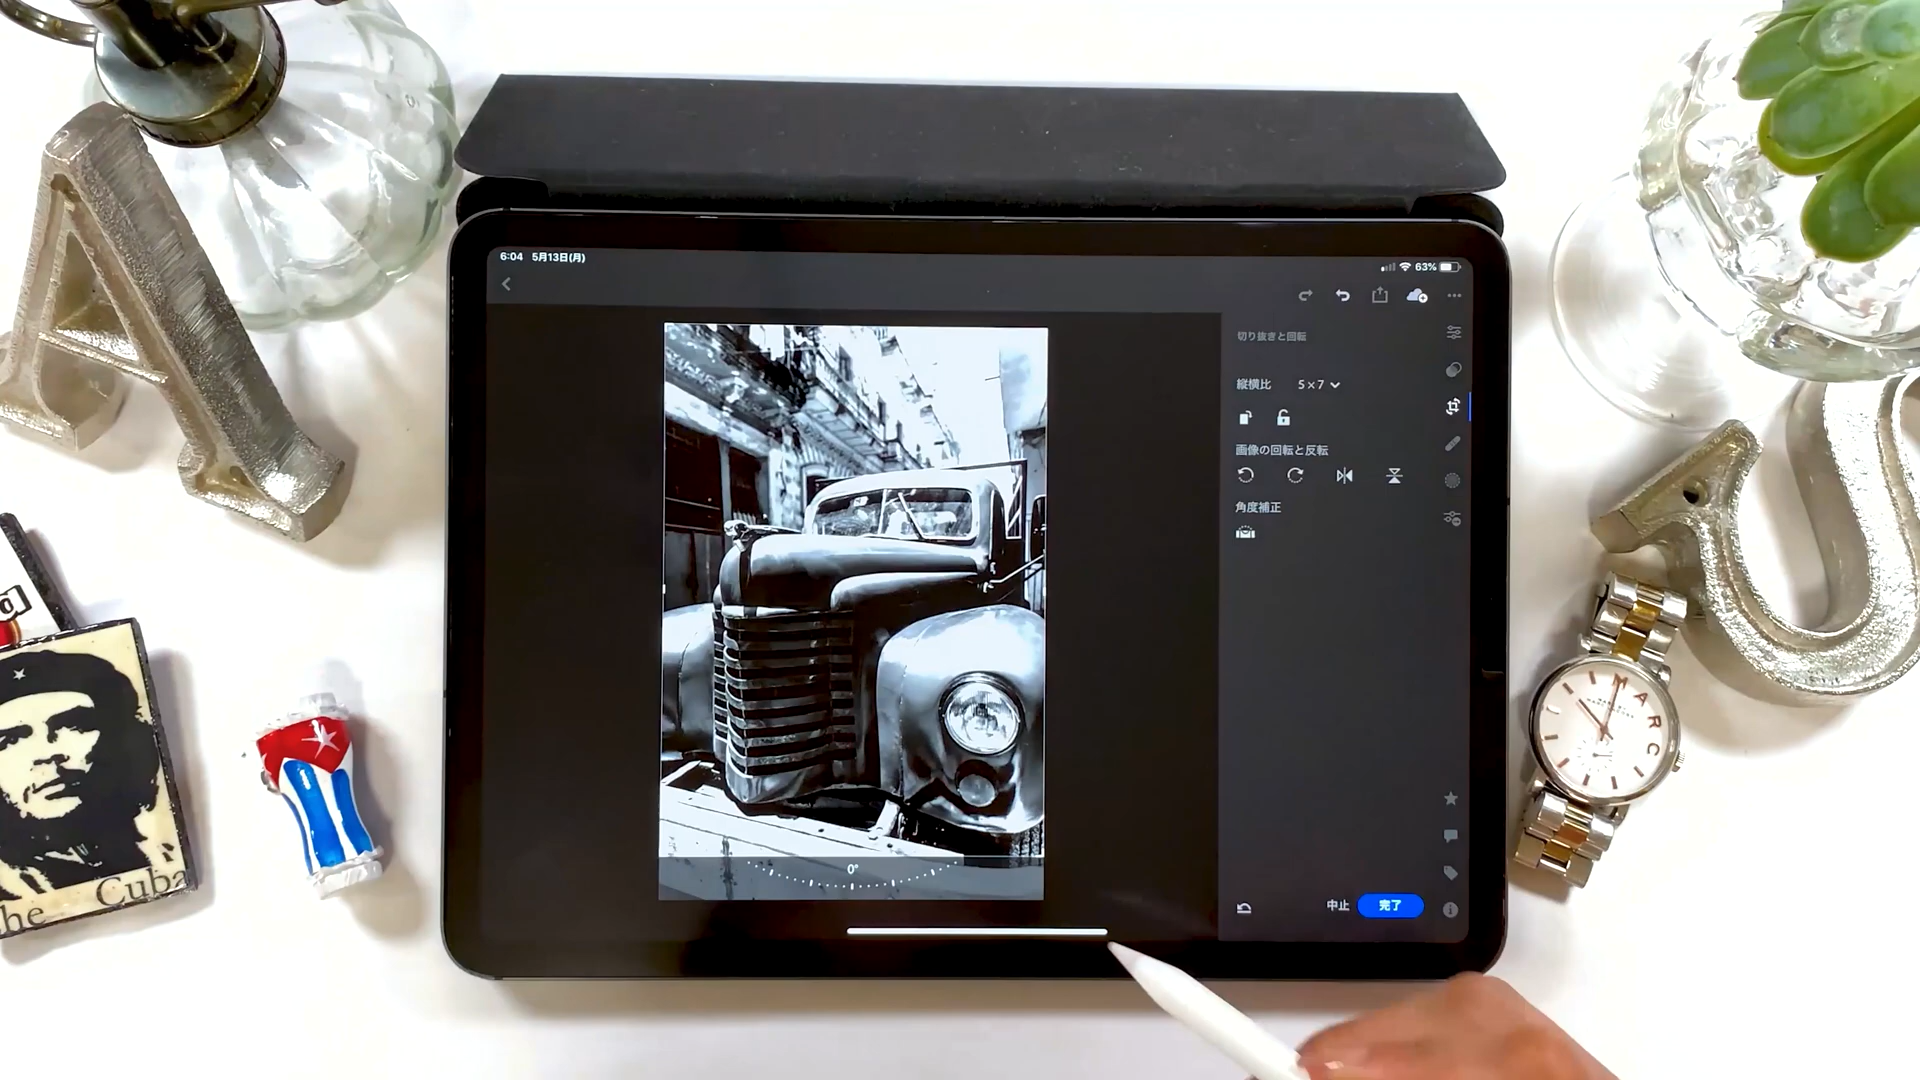 6:04 5月13日(月)
63%
切り抜きと回転
縦横比 5×7
画像の回転と反転
角度補正
0°
中止 完了
MARC
he Cuba
A
S